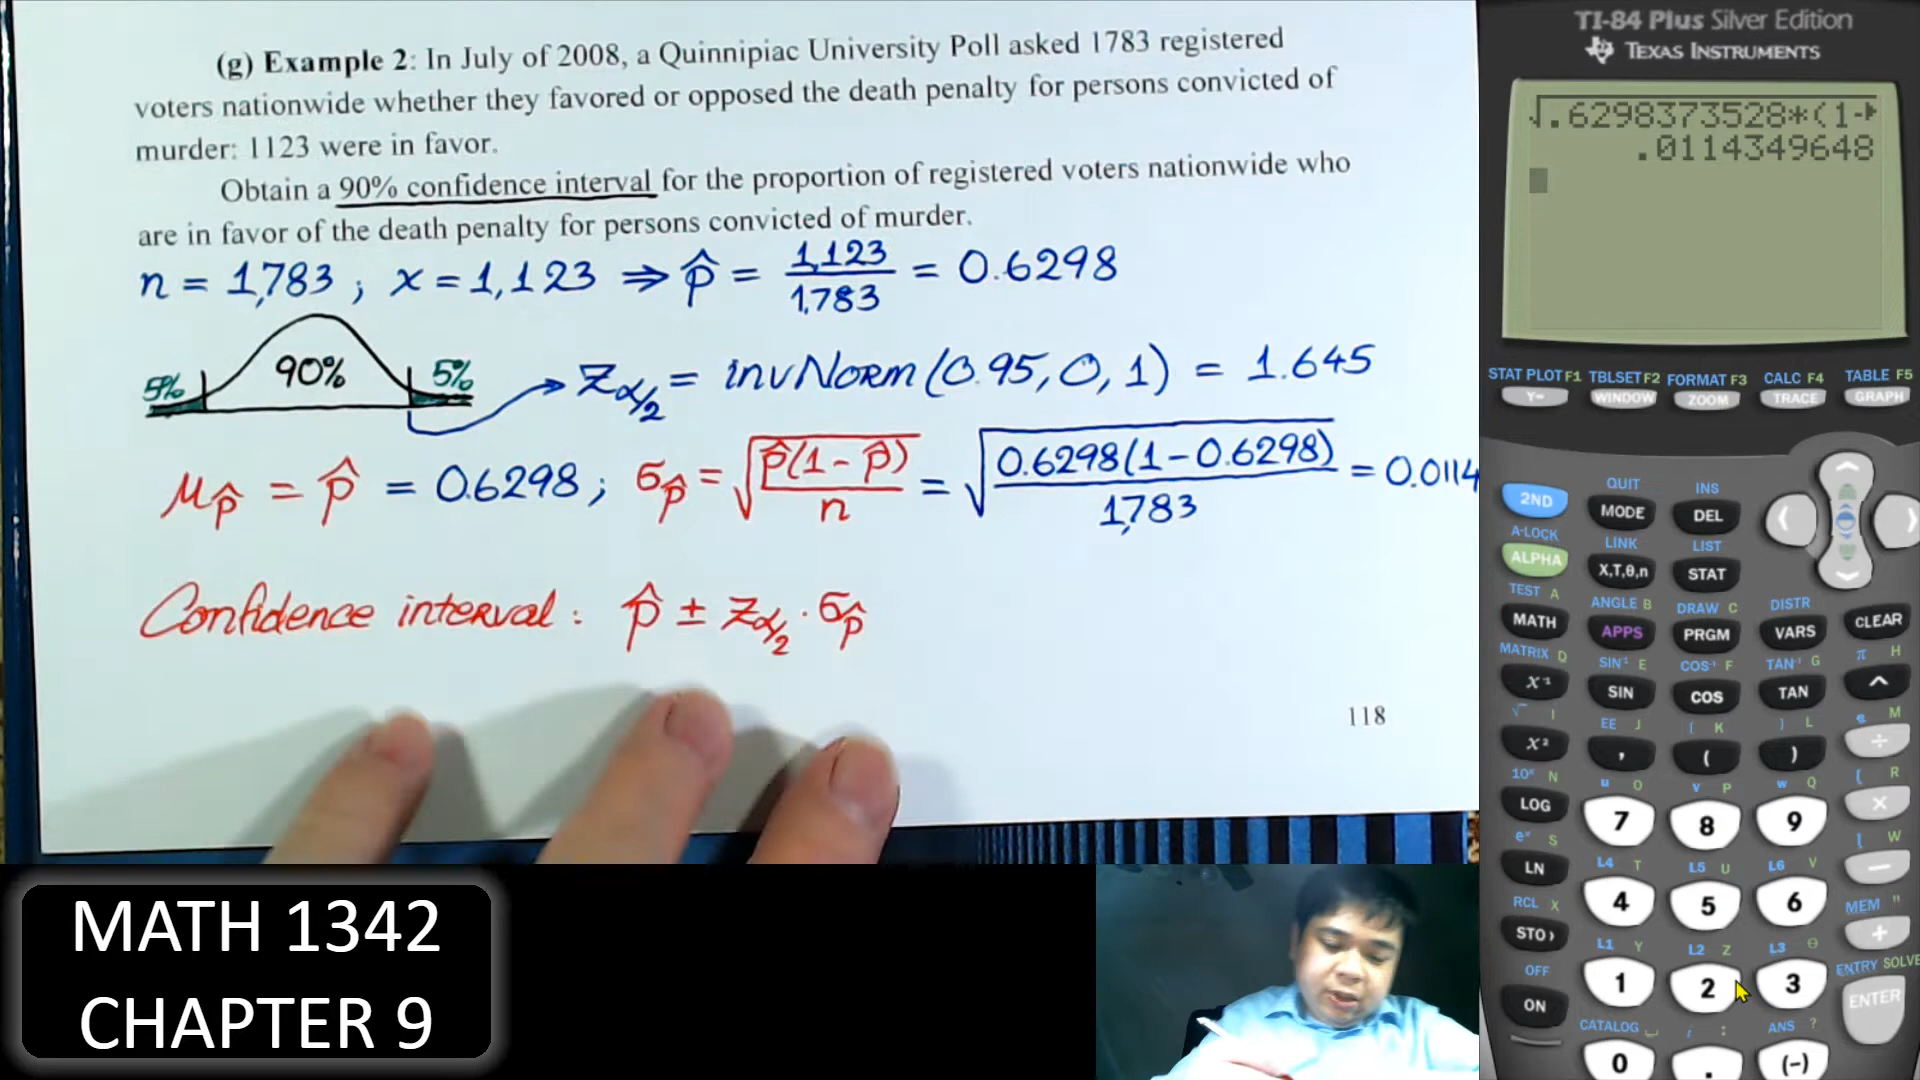 (g) Example 2: In July of 2008, a Quinnipiac University Poll asked 1783 registered
voters nationwide whether they favored or opposed the death penalty for persons convicted of
murder: 1123 were in favor.
Obtain a 90% confidence interval for the proportion of registered voters nationwide who
are in favor of the death penalty for persons convicted of murder.
n = 1,783 ; x = 1,123 ⇒ p̂ = 1,123/1,783 = 0.6298
5% 90% 5% → Zα/2 = invNorm(0.95, 0, 1) = 1.645
μp̂ = p̂ = 0.6298 ; σp̂ = √(p̂(1-p̂)/n) = √(0.6298(1-0.6298)/1,783) = 0.0114
Confidence interval: p̂ ± Zα/2 · σp̂
118
MATH 1342
CHAPTER 9
TI-84 Plus Silver Edition
TEXAS INSTRUMENTS
√.6298373528*(1-
.0114349648
STAT PLOT F1 TBLSET F2 FORMAT F3 CALC F4 TABLE F5
Y= WINDOW ZOOM TRACE GRAPH
QUIT INS
2ND MODE DEL
A-LOCK LINK LIST
ALPHA X,T,θ,n STAT
TEST A ANGLE B DRAW C DISTR
MATH APPS PRGM VARS CLEAR
MATRIX D SIN⁻¹ E COS⁻¹ F TAN⁻¹ G π H
x⁻¹ SIN COS TAN ^
√ I EE J { K } L e M
x² , ( ) ÷
10ˣ N u O v P w Q [ R
LOG 7 8 9 ×
eˣ S L4 T L5 U L6 V ] W
LN 4 5 6 −
RCL X L1 Y L2 Z L3 θ MEM "
STO› 1 2 3 +
OFF CATALOG i : ANS ? ENTRY SOLVE
ON 0 . (−) ENTER